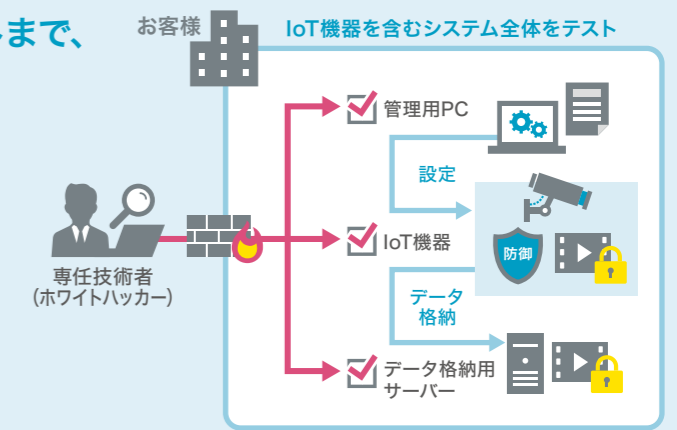 まで、
お客様
IoT機器を含むシステム全体をテスト
管理用PC
設定
IoT機器
防御
専任技術者
(ホワイトハッカー)
データ
格納
データ格納用
サーバー